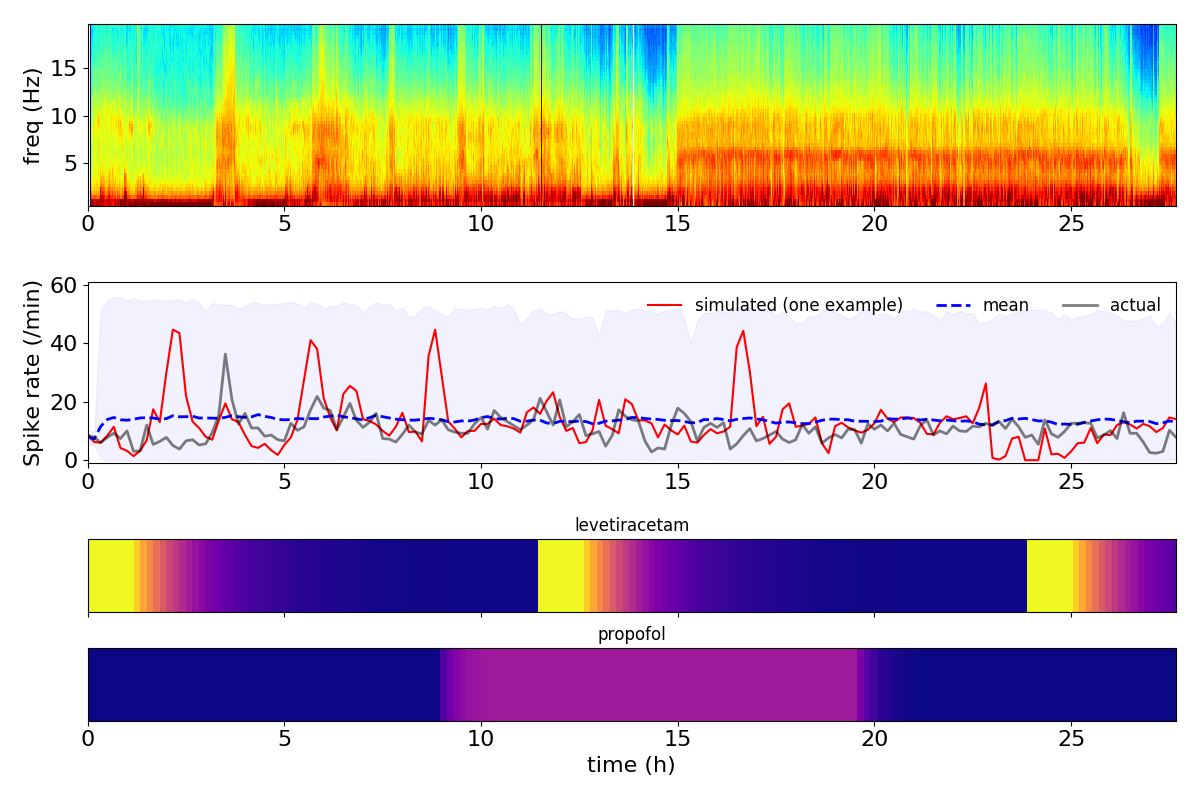 freq (Hz)
15
10
5
0 5 10 15 20 25
Spike rate (/min)
60
40
20
0
simulated (one example) mean actual
0 5 10 15 20 25
levetiracetam
propofol
0 5 10 15 20 25
time (h)